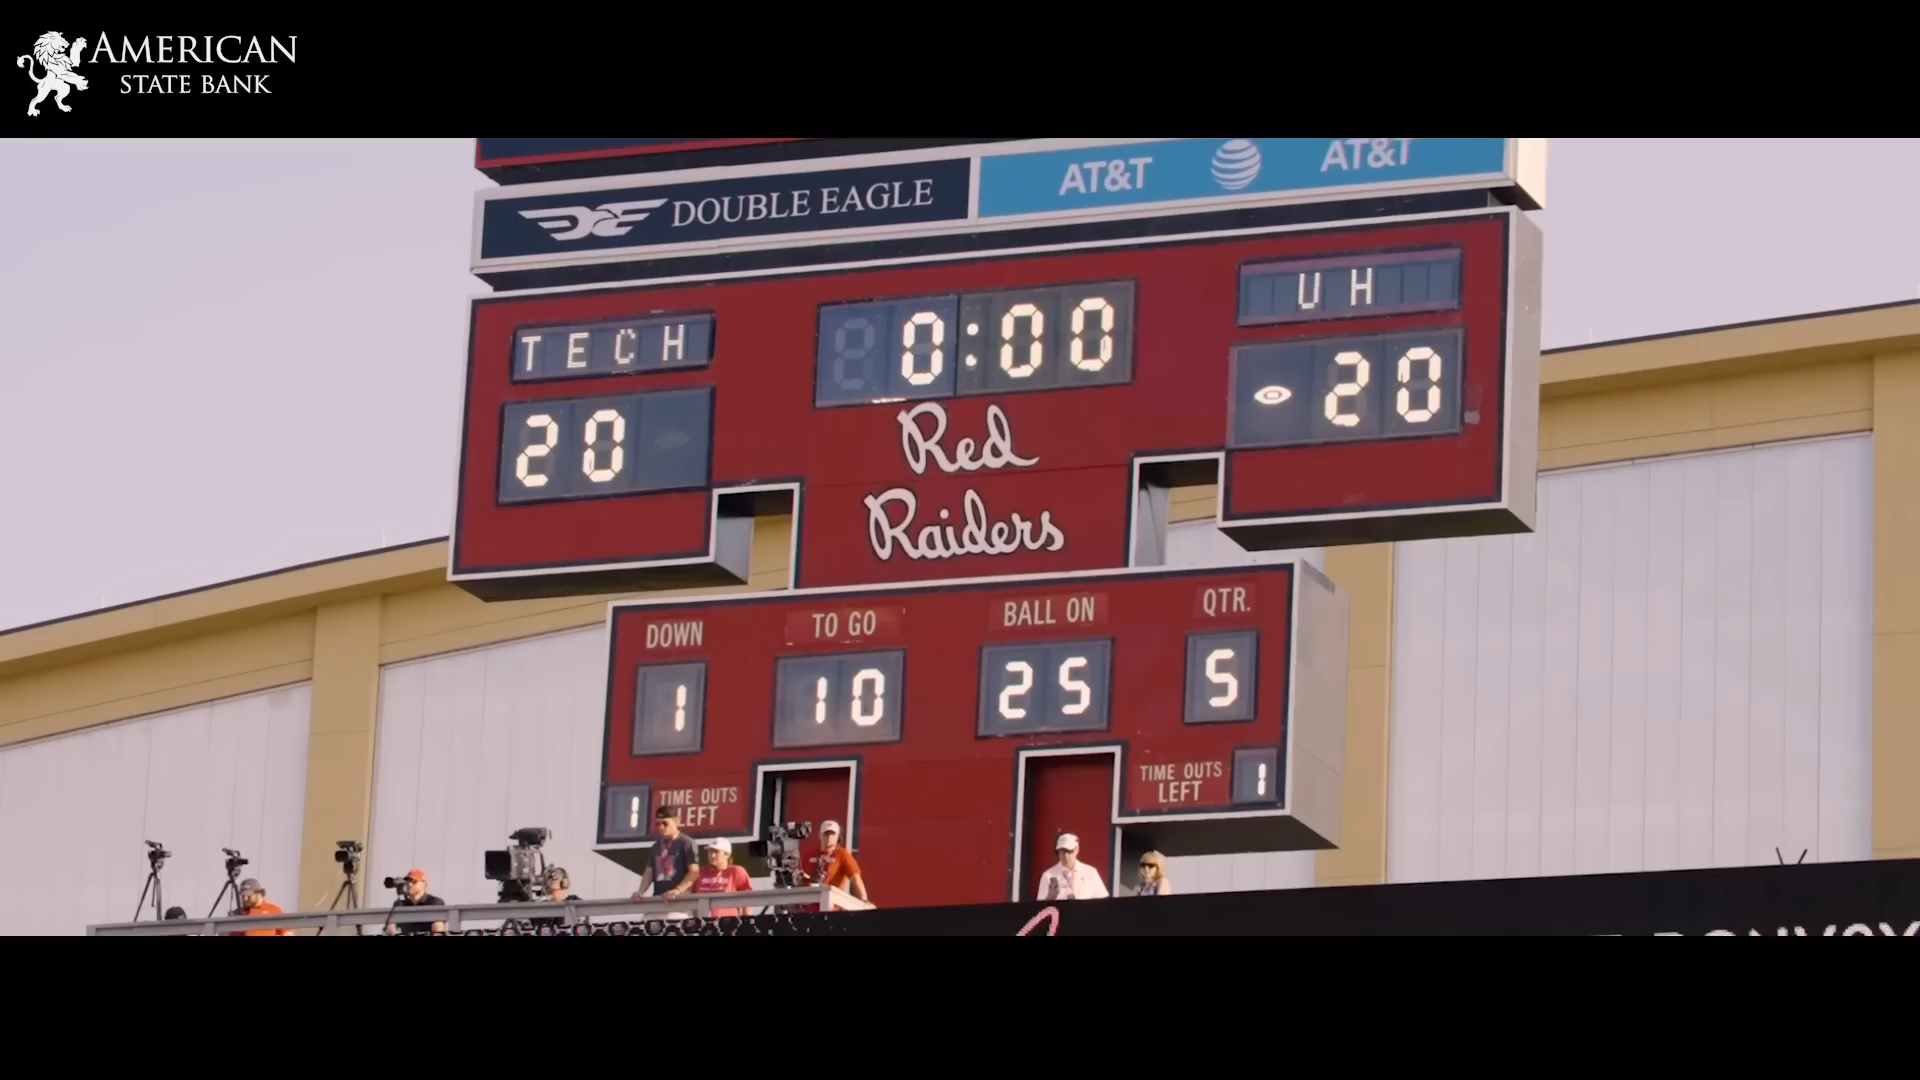 AMERICAN
STATE BANK
DOUBLE EAGLE
AT&T
AT&T
TECH
0:00
UH
20
20
Red
Raiders
DOWN
TO GO
BALL ON
QTR.
1
10
25
5
1
TIME OUTS
LEFT
TIME OUTS
LEFT
1